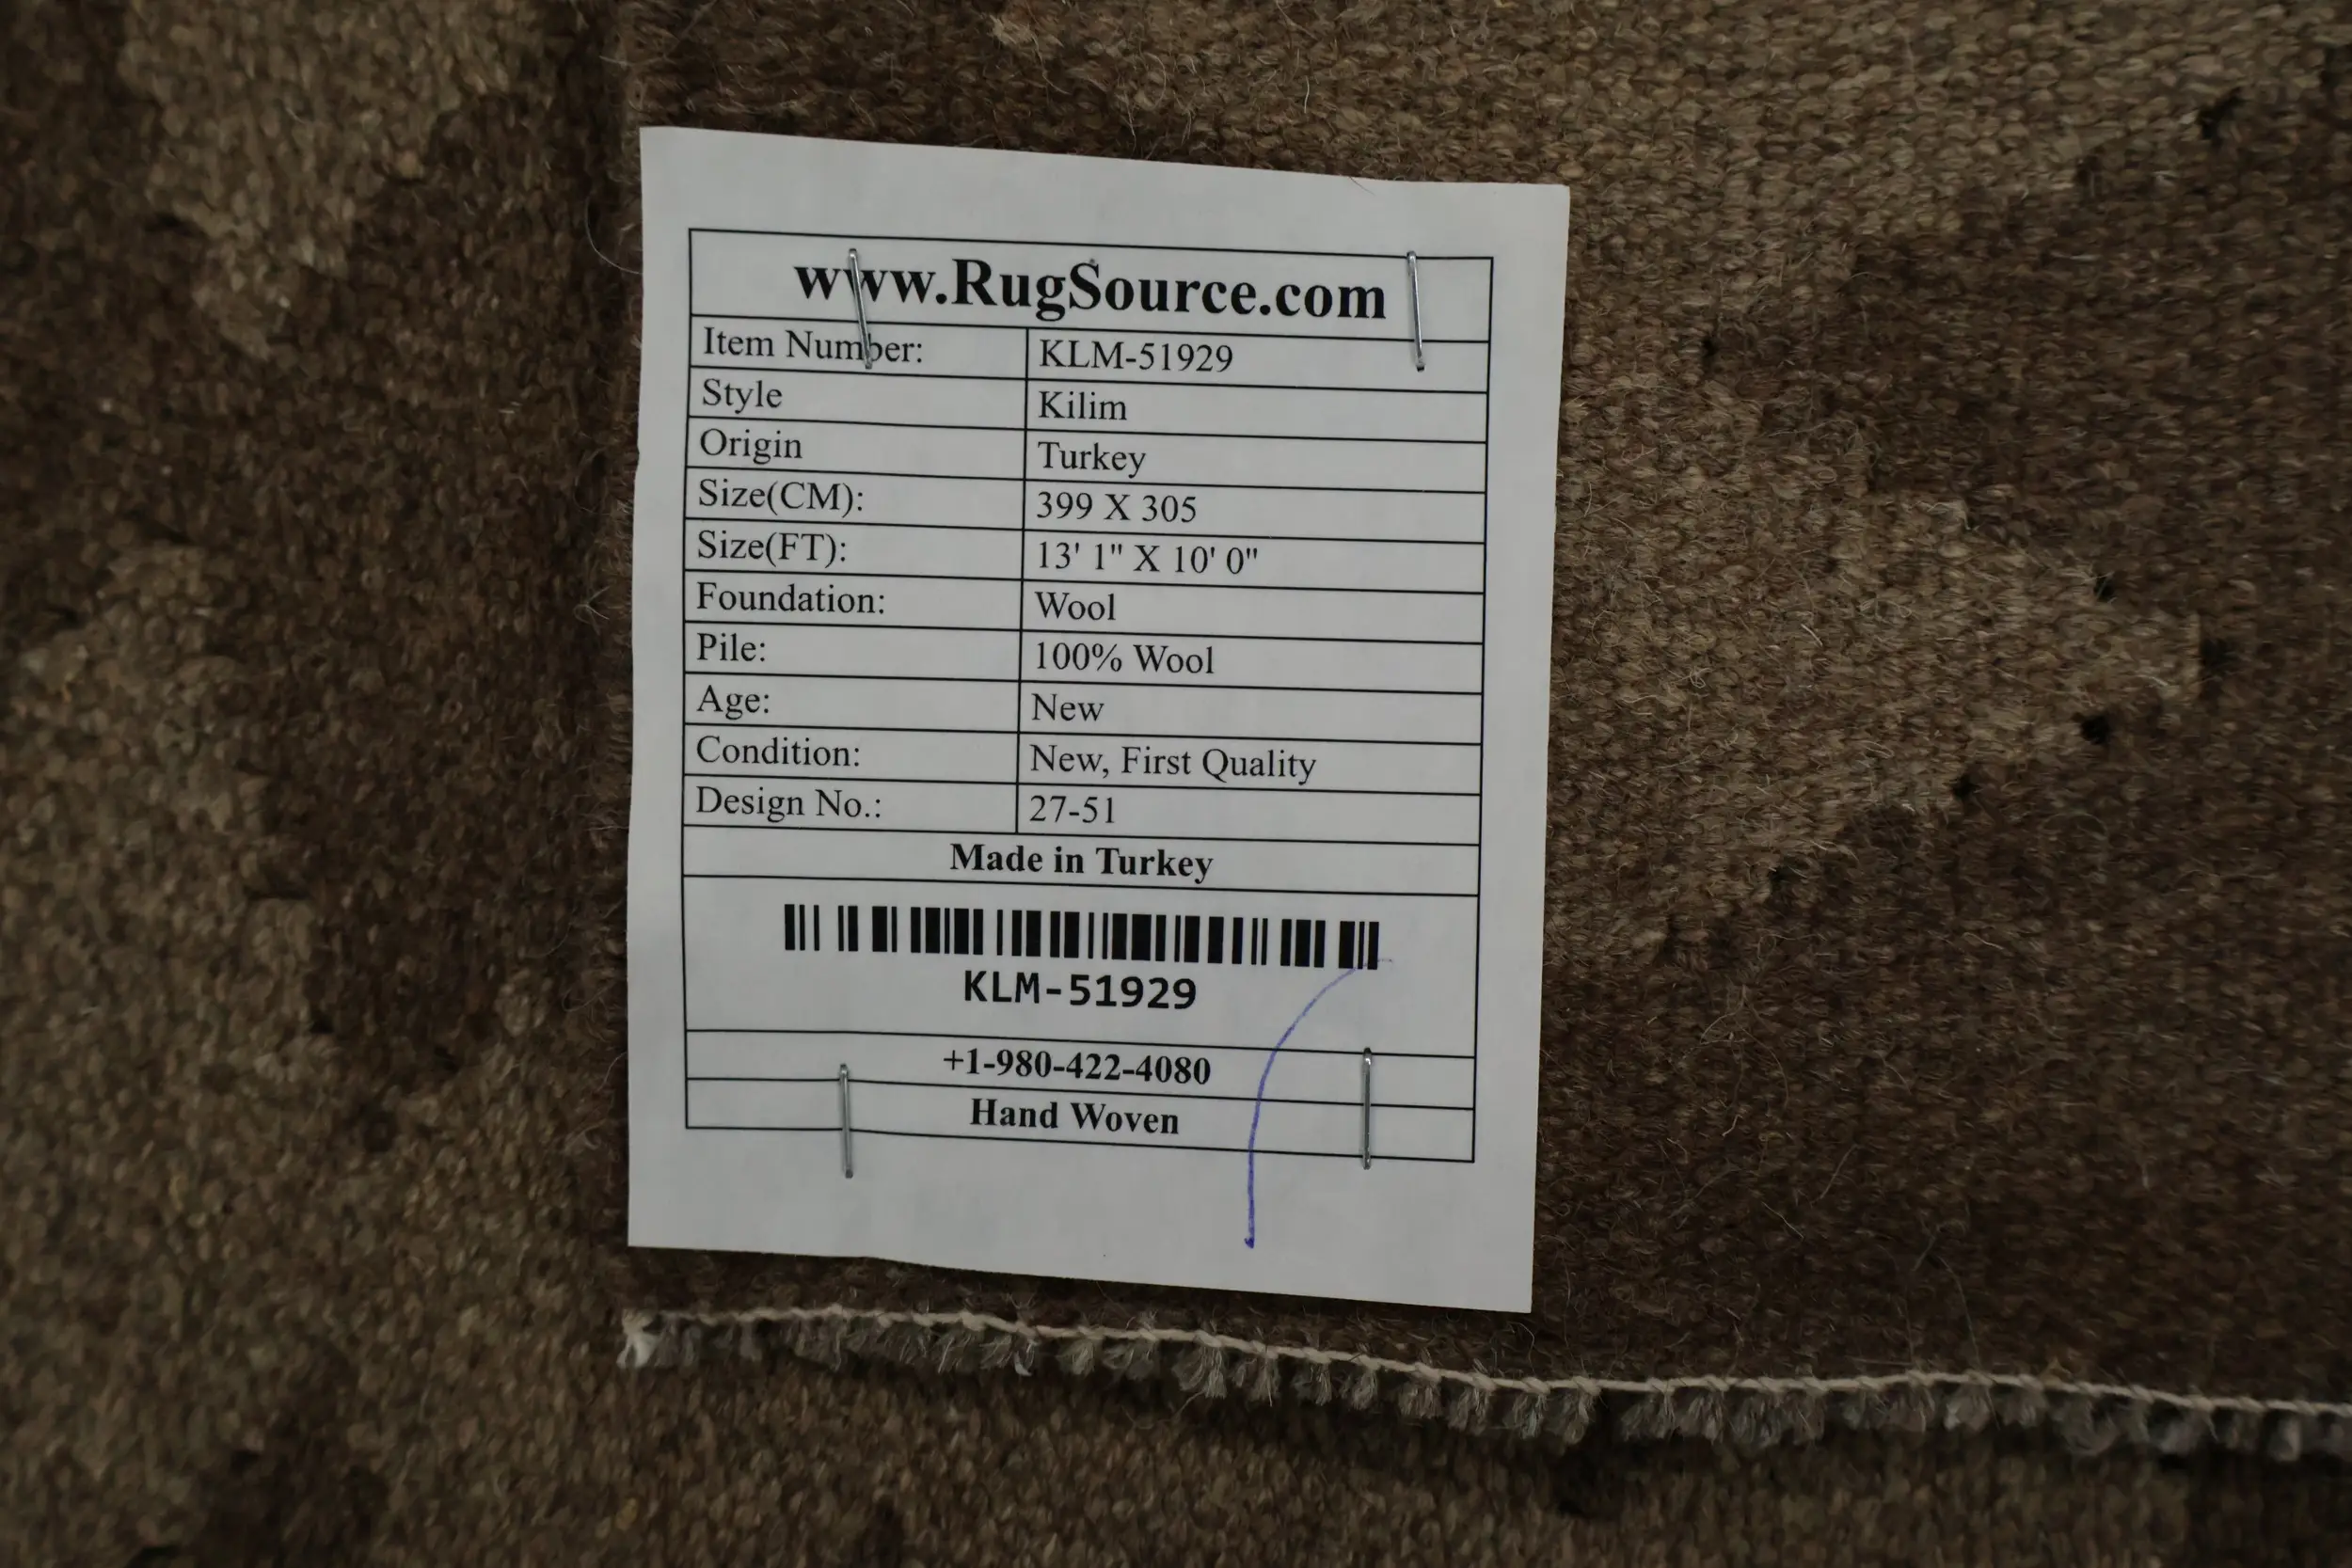 www.RugSource.com
Item Number: KLM-51929
Style Kilim
Origin Turkey
Size(CM): 399 X 305
Size(FT): 13' 1" X 10' 0"
Foundation: Wool
Pile: 100% Wool
Age: New
Condition: New, First Quality
Design No.: 27-51
Made in Turkey
KLM-51929
+1-980-422-4080
Hand Woven